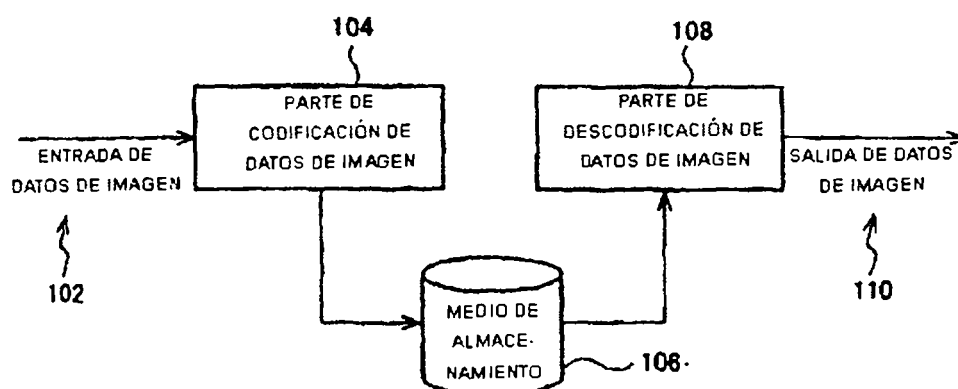 104
108
PARTE DE
CODIFICACIÓN DE
DATOS DE IMAGEN
PARTE DE
DESCODIFICACIÓN DE
DATOS DE IMAGEN
ENTRADA DE
DATOS DE IMAGEN
SALIDA DE DATOS
DE IMAGEN
102
110
MEDIO DE
ALMACE-
NAMIENTO
106.